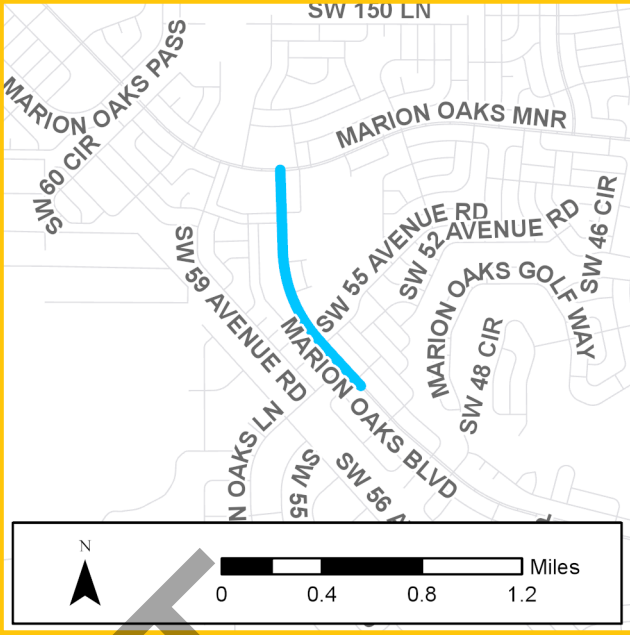 SW 150 LN
MARION OAKS PASS
MARION OAKS MNR
SW 60 CIR
SW 46 CIR
SW 55 AVENUE RD
SW 52 AVENUE RD
SW 59 AVENUE RD
MARION OAKS GOLF WAY
SW 48 CIR
MARION OAKS BLVD
N OAKS LN
SW 55
SW 56 A
N
Miles
0 0.4 0.8 1.2